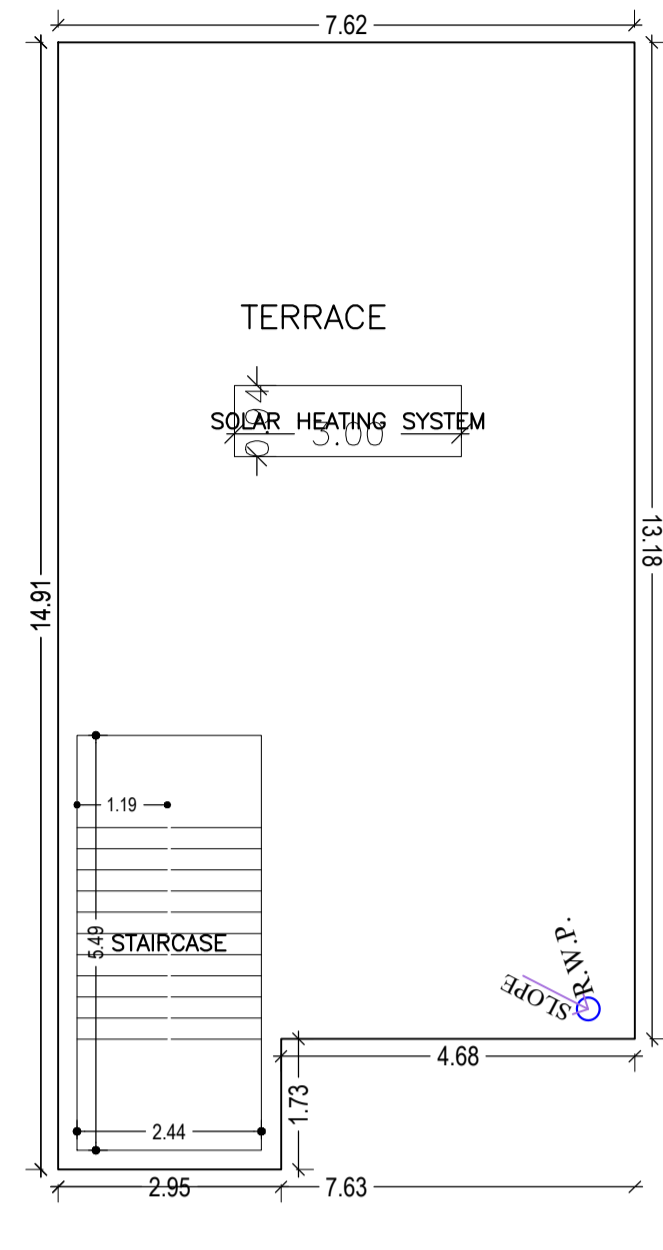 7.62
TERRACE
0.94
SOLAR HEATING SYSTEM
3.00
13.18
14.91
1.19
5.49
STAIRCASE
R.W.P.
SLOPE
4.68
1.73
2.44
2.95
7.63